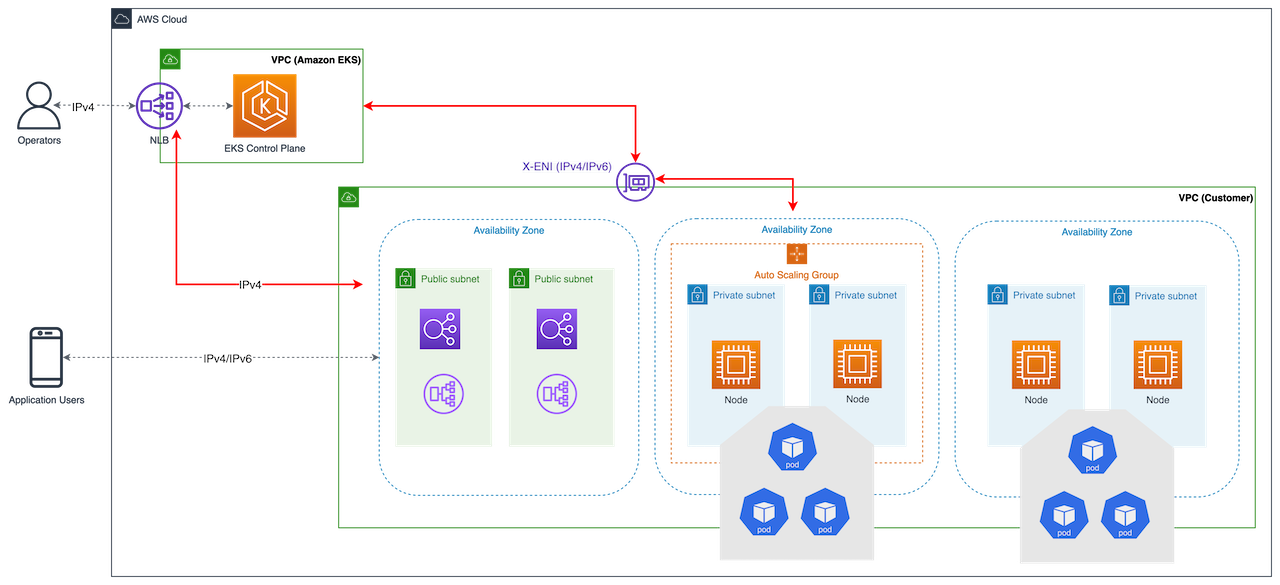 AWS Cloud
VPC (Amazon EKS)
IPv4
Operators
NLB
EKS Control Plane
X-ENI (IPv4/IPv6)
VPC (Customer)
Availability Zone
Availability Zone
Availability Zone
Auto Scaling Group
Public subnet
Public subnet
IPv4
Private subnet
Private subnet
Private subnet
Private subnet
IPv4/IPv6
Application Users
Node
Node
Node
Node
pod
pod
pod
pod
pod
pod